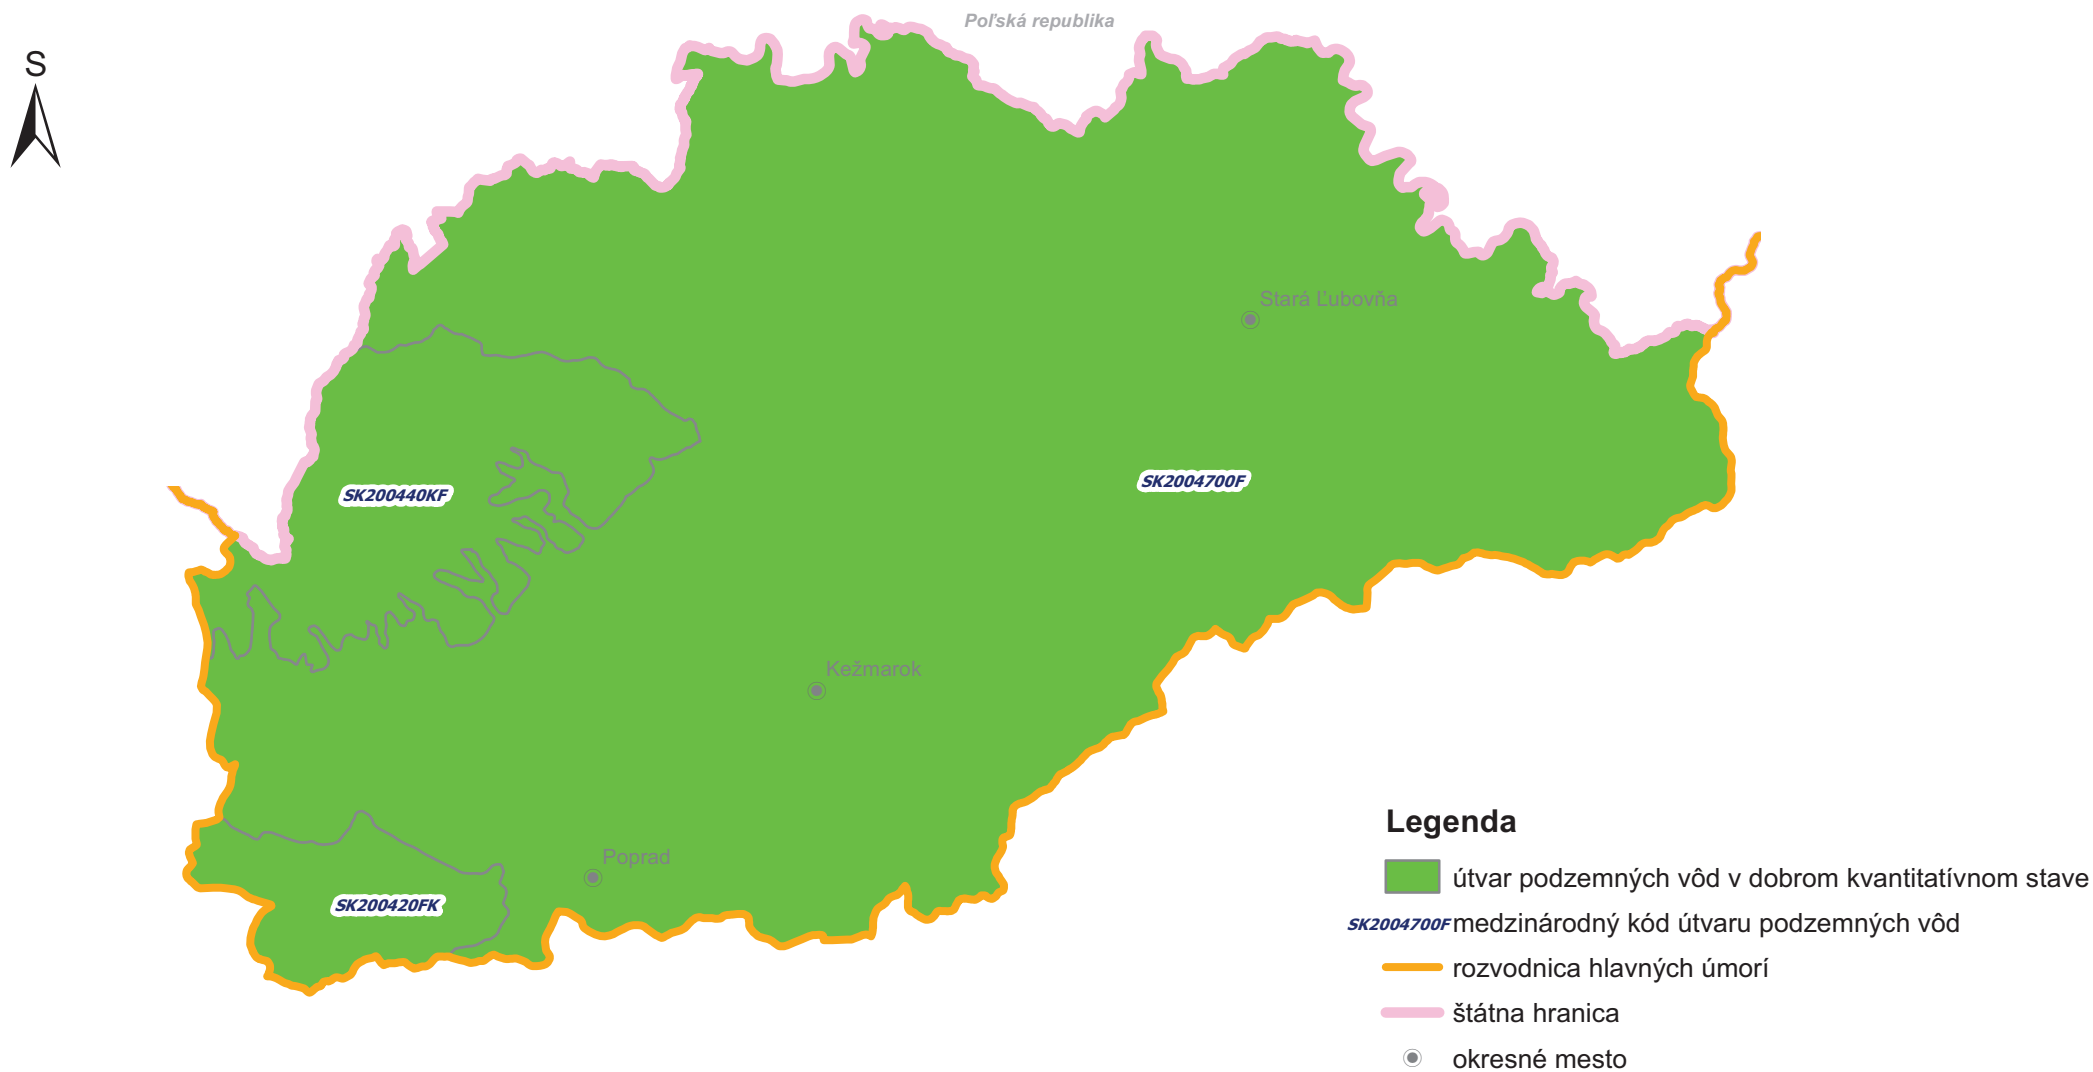 Poľská republika
S
Stará Ľubovňa
SK2004700F
SK200440KF
Kežmarok
Poprad
SK200420FK
Legenda
útvar podzemných vôd v dobrom kvantitatívnom stave
SK2004700F medzinárodný kód útvaru podzemných vôd
rozvodnica hlavných úmorí
štátna hranica
okresné mesto